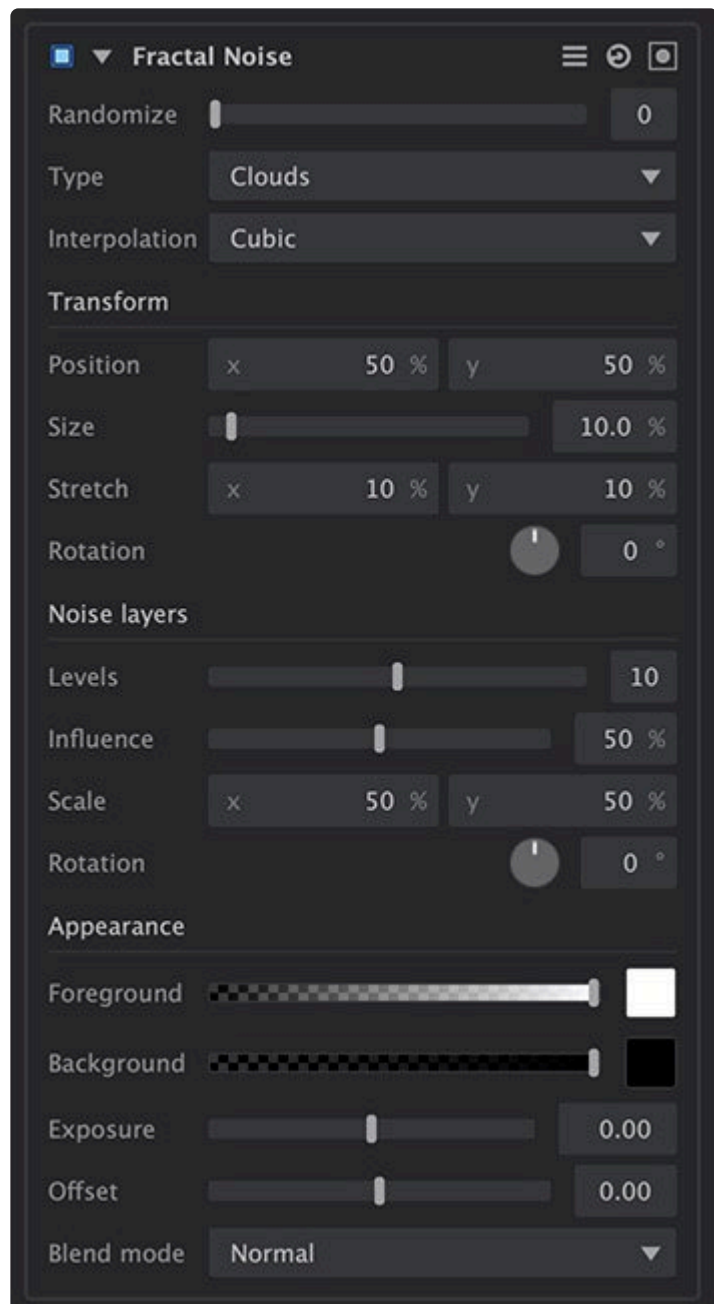 Fractal Noise
Randomize 0
Type Clouds
Interpolation Cubic
Transform
Position x 50 % y 50 %
Size 10.0 %
Stretch x 10 % y 10 %
Rotation 0 °
Noise layers
Levels 10
Influence 50 %
Scale x 50 % y 50 %
Rotation 0 °
Appearance
Foreground
Background
Exposure 0.00
Offset 0.00
Blend mode Normal